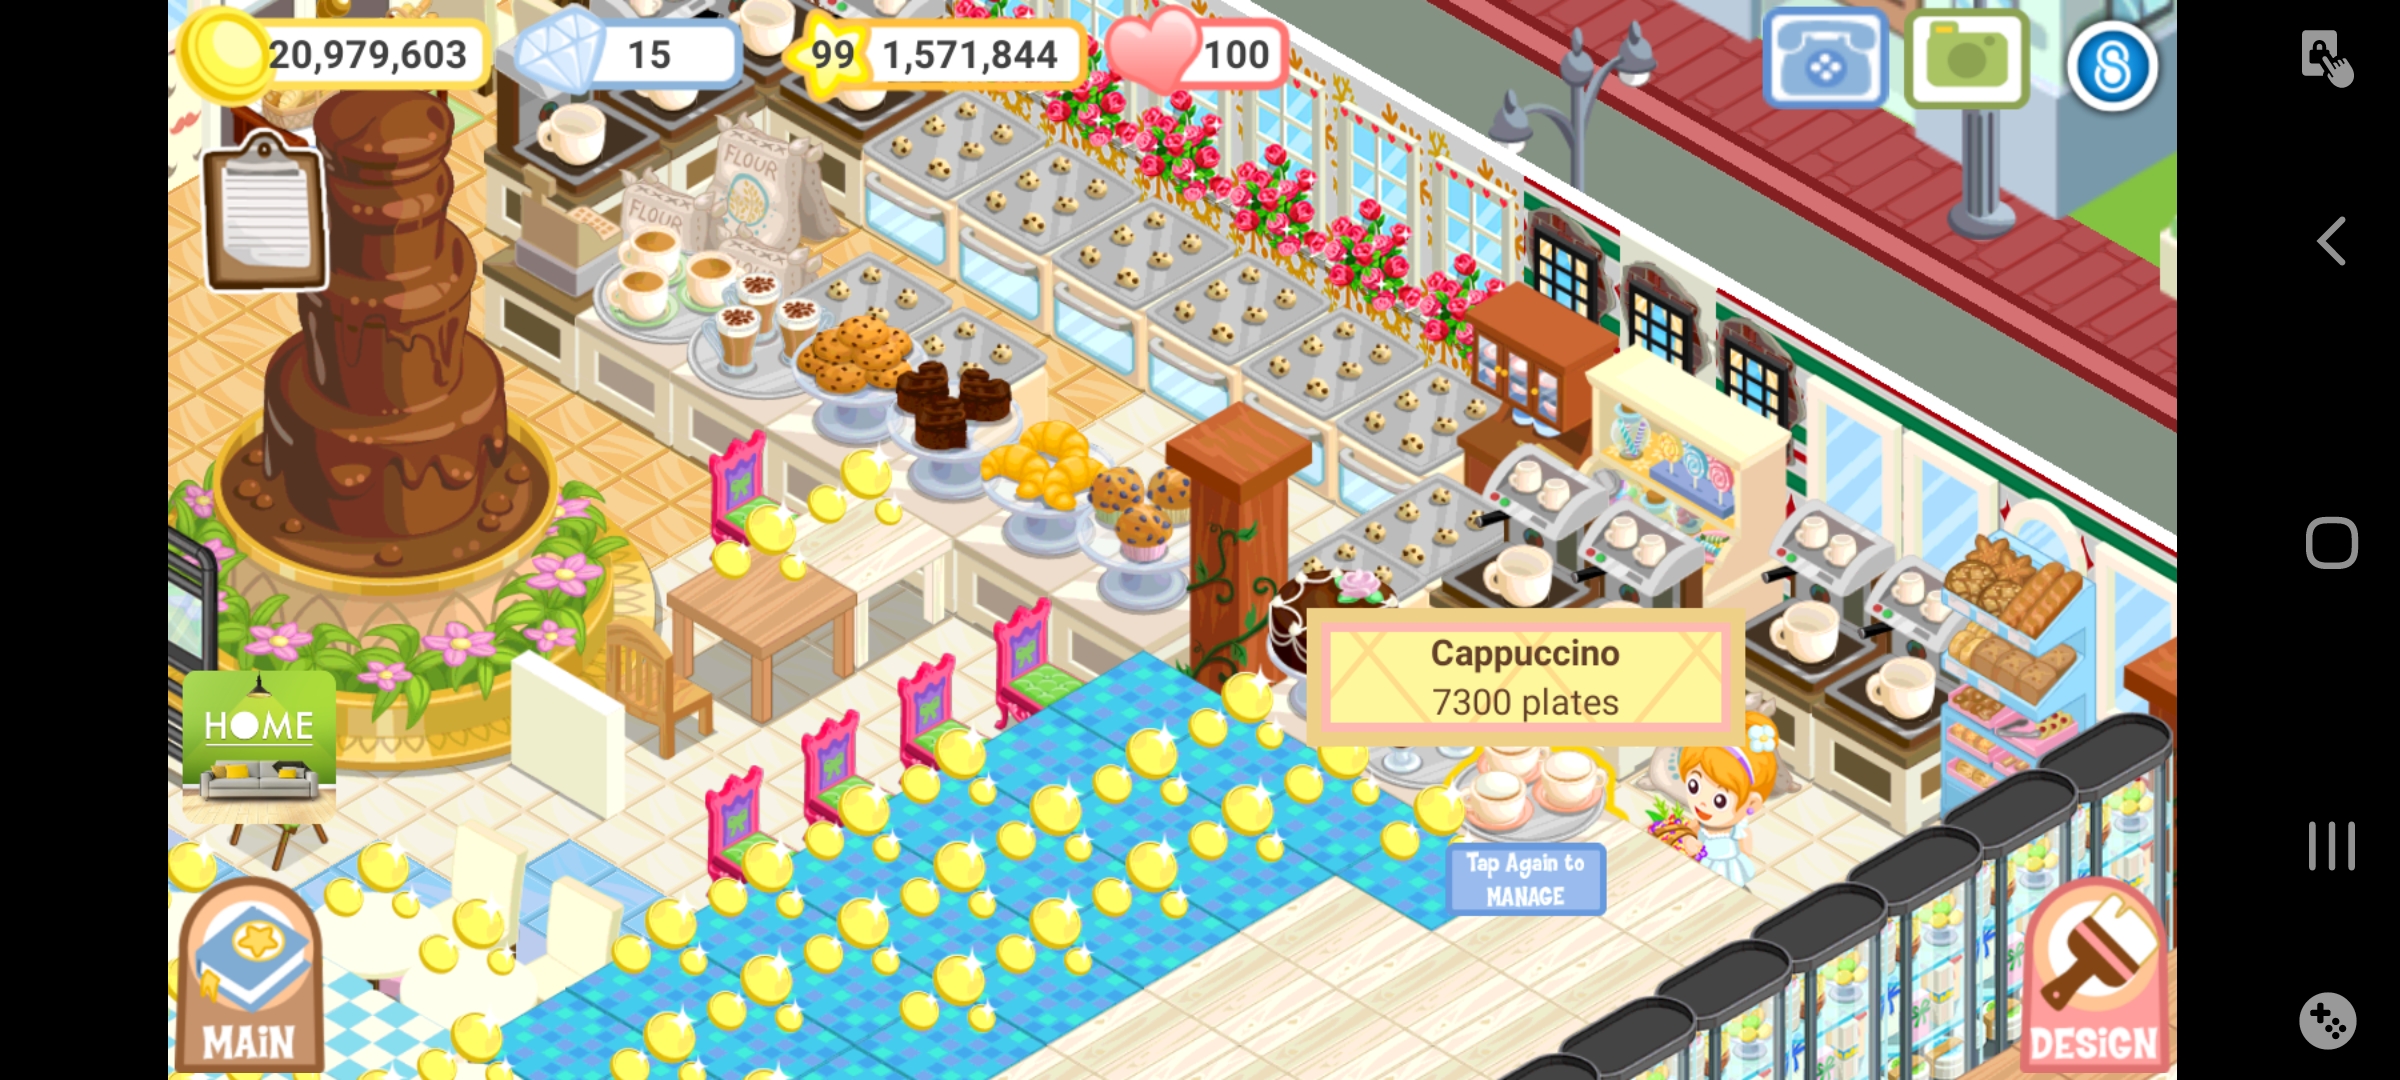 20,979,603
15
99
1,571,844
100
FLOUR
FLOUR
Cappuccino
7300 plates
HOME
Tap Again to
MANAGE
MAiN
DESiGN